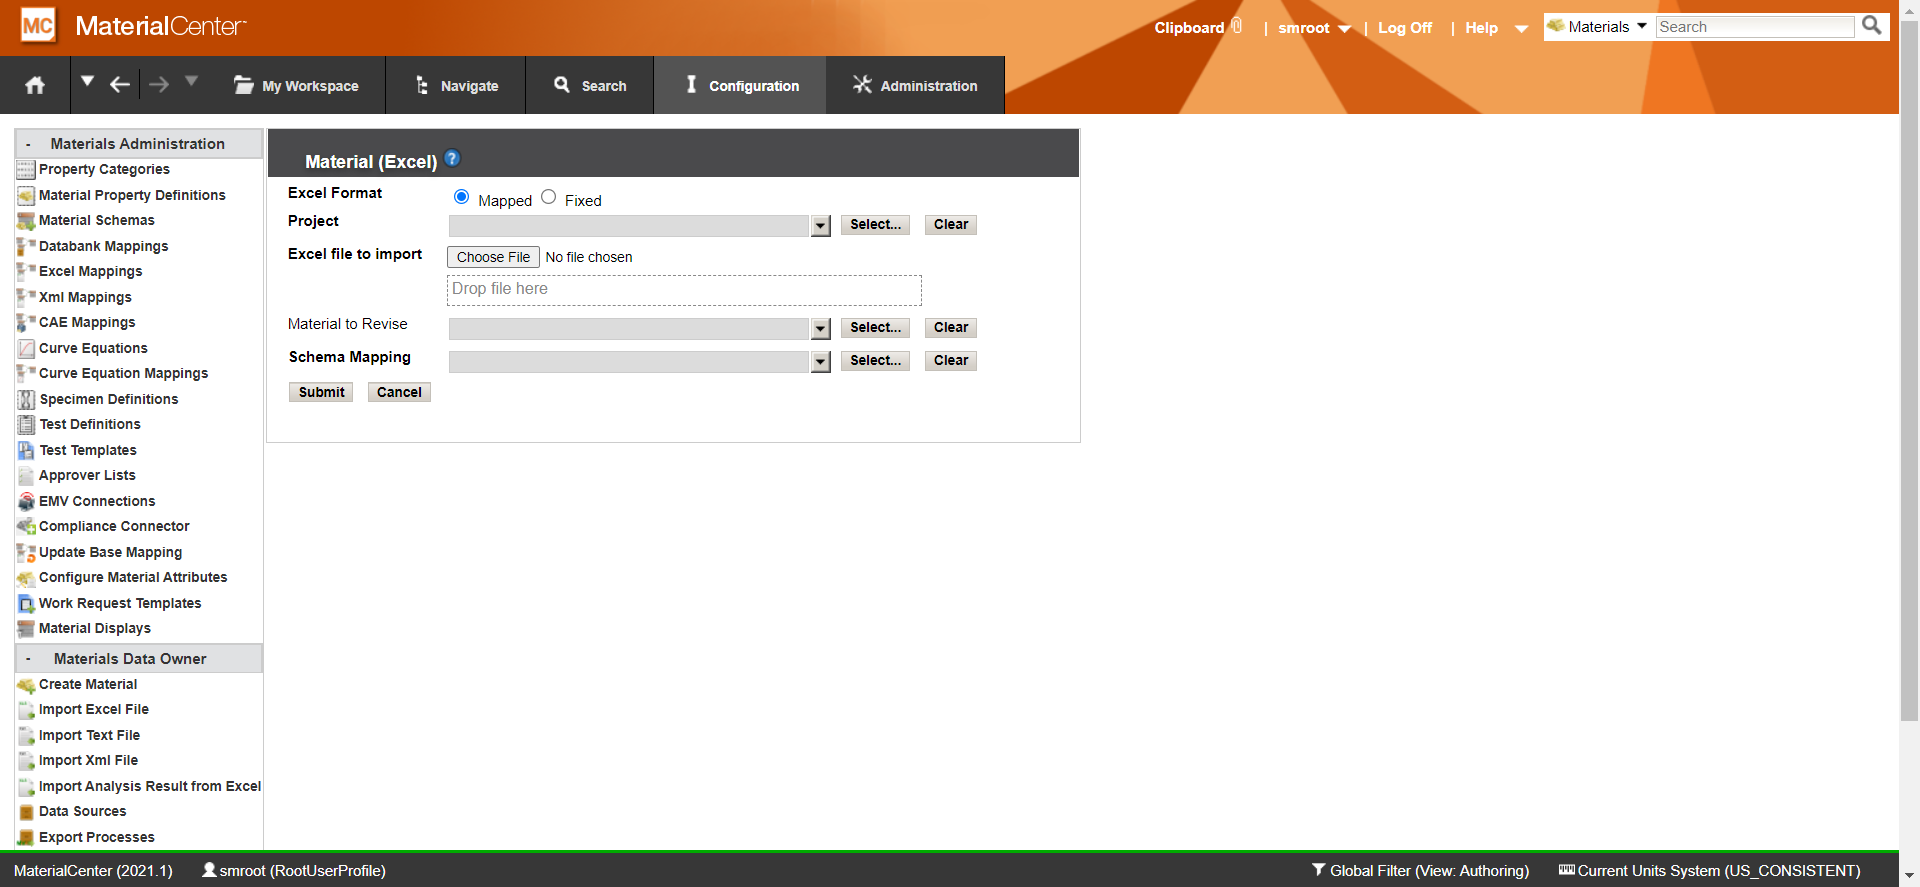 MC MaterialCenter
Clipboard | smroot | Log Off | Help Materials Search
My Workspace Navigate Search Configuration Administration
- Materials Administration
Property Categories
Material Property Definitions
Material Schemas
Databank Mappings
Excel Mappings
Xml Mappings
CAE Mappings
Curve Equations
Curve Equation Mappings
Specimen Definitions
Test Definitions
Test Templates
Approver Lists
EMV Connections
Compliance Connector
Update Base Mapping
Configure Material Attributes
Work Request Templates
Material Displays
- Materials Data Owner
Create Material
Import Excel File
Import Text File
Import Xml File
Import Analysis Result from Excel
Data Sources
Export Processes
Material (Excel) ?
Excel Format Mapped Fixed
Project Select... Clear
Excel file to import Choose File No file chosen
Drop file here
Material to Revise Select... Clear
Schema Mapping Select... Clear
Submit Cancel
MaterialCenter (2021.1) smroot (RootUserProfile) Global Filter (View: Authoring) Current Units System (US_CONSISTENT)